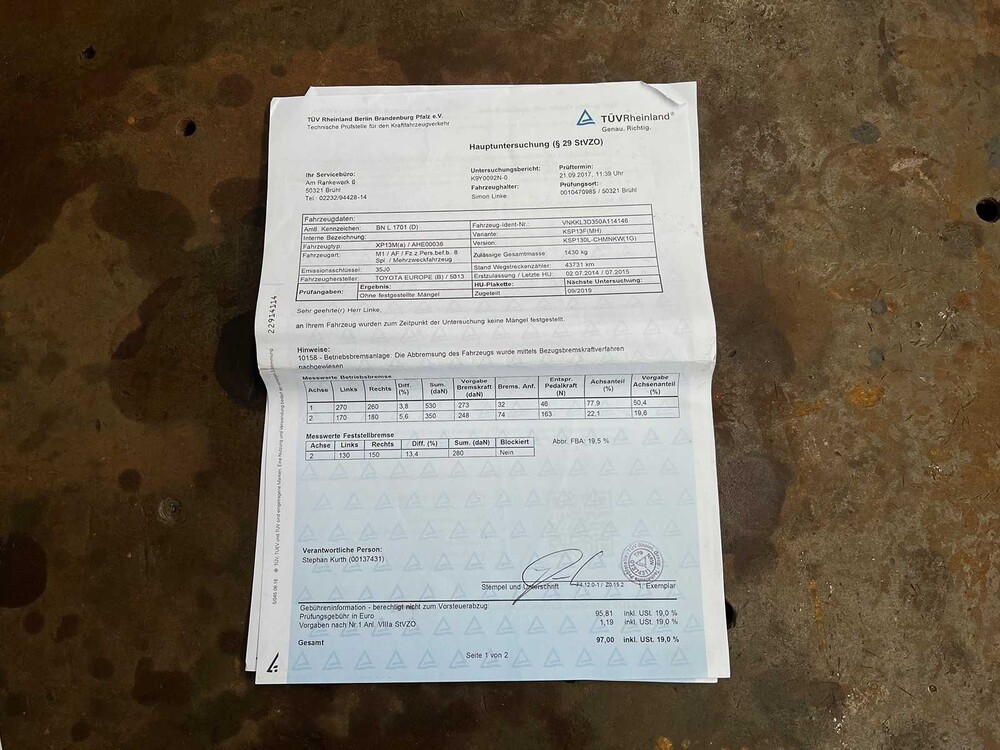 TÜV Rheinland Berlin Brandenburg Pfalz e.V.
Technische Prüfstelle für den Kraftfahrzeugverkehr
TÜVRheinland®
Genau. Richtig.
Hauptuntersuchung (§ 29 StVZO)
Ihr Servicebüro:
Am Rankewerk 6
50321 Brühl
Tel.: 02232/94428-14
Untersuchungsbericht:
K9Y0092N-0
Fahrzeughalter:
Simon Linke
Prüftermin:
21.09.2017, 11:39 Uhr
Prüfungsort:
0010470985 / 50321 Brühl
Fahrzeugdaten:
Amtl. Kennzeichen: BN L 1701 (D) Fahrzeug-Ident-Nr.: VNKKL3D350A114146
Interne Bezeichnung: Variante: KSP13F(MH)
Fahrzeugtyp: XP13M(a) / AHE00036 Version: KSP130L-CHMNKW(1G)
Fahrzeugart: M1 / AF / Fz.z.Pers.bef.b. 8 Spl. / Mehrzweckfahrzeug Zulässige Gesamtmasse 1430 kg
Emissionsschlüssel: 35J0 Stand Wegstreckenzähler: 43731 km
Fahrzeughersteller: TOYOTA EUROPE (B) / 5013 Erstzulassung / Letzte HU: 02.07.2014 / 07.2015
Prüfangaben: Ergebnis: HU-Plakette: Nächste Untersuchung:
Ohne festgestellte Mängel Zugeteilt 09/2019
Sehr geehrte(r) Herr Linke,
an Ihrem Fahrzeug wurden zum Zeitpunkt der Untersuchung keine Mängel festgestellt.
Hinweise:
10158 - Betriebsbremsanlage: Die Abbremsung des Fahrzeugs wurde mittels Bezugsbremskraftverfahren
nachgewiesen
Messwerte Betriebsbremse
Achse Links Rechts Diff. (%) Sum. (daN) Vorgabe Bremskraft (daN) Brems. Anf. Entspr. Pedalkraft (N) Achsanteil (%) Vorgabe Achsenanteil (%)
1 270 260 3,8 530 273 32 46 77,9 50,4
2 170 180 5,6 350 248 74 163 22,1 19,6
Messwerte Feststellbremse
Achse Links Rechts Diff. (%) Sum. (daN) Blockiert
2 130 150 13,4 280 Nein
Abbr. FBA: 19,5 %
Verantwortliche Person:
Stephan Kurth (00137431)
Stempel und Unterschrift
1. Exemplar
Gebühreninformation - berechtigt nicht zum Vorsteuerabzug:
Prüfungsgebühr in Euro 95,81 inkl. USt. 19,0 %
Vorgaben nach Nr.1 Anl. VIIIa StVZO 1,19 inkl. USt. 19,0 %
Gesamt 97,00 inkl. USt. 19,0 %
Seite 1 von 2
22914114